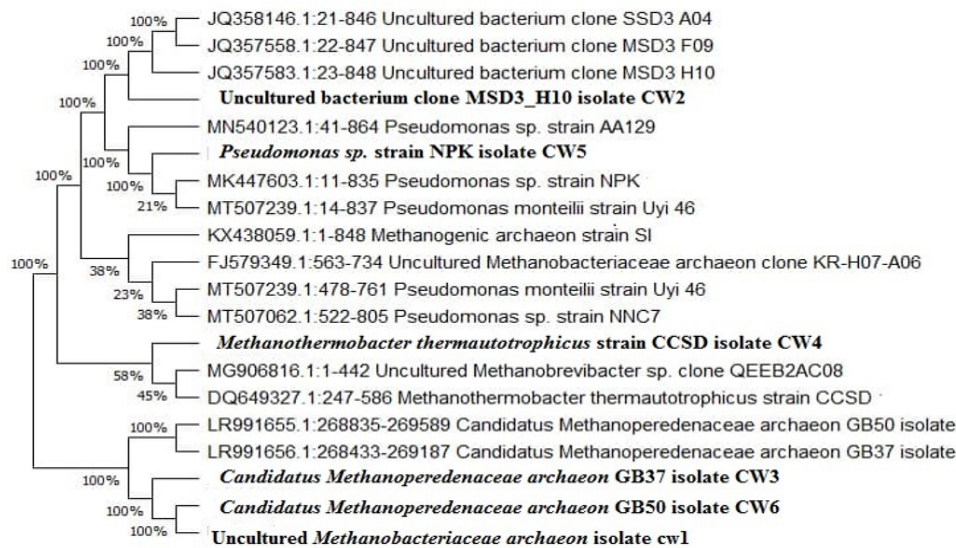 100%
JQ358146.1:21-846 Uncultured bacterium clone SSD3 A04
100%
JQ357558.1:22-847 Uncultured bacterium clone MSD3 F09
100%
JQ357583.1:23-848 Uncultured bacterium clone MSD3 H10
Uncultured bacterium clone MSD3_H10 isolate CW2
100%
MN540123.1:41-864 Pseudomonas sp. strain AA129
100%
Pseudomonas sp. strain NPK isolate CW5
100%
MK447603.1:11-835 Pseudomonas sp. strain NPK
100%
MT507239.1:14-837 Pseudomonas monteilii strain Uyi 46
21%
KX438059.1:1-848 Methanogenic archaeon strain SI
100%
FJ579349.1:563-734 Uncultured Methanobacteriaceae archaeon clone KR-H07-A06
38%
MT507239.1:478-761 Pseudomonas monteilii strain Uyi 46
23%
MT507062.1:522-805 Pseudomonas sp. strain NNC7
38%
Methanothermobacter thermautotrophicus strain CCSD isolate CW4
MG906816.1:1-442 Uncultured Methanobrevibacter sp. clone QEEB2AC08
58%
DQ649327.1:247-586 Methanothermobacter thermautotrophicus strain CCSD
45%
LR991655.1:268835-269589 Candidatus Methanoperedenaceae archaeon GB50 isolate
100%
LR991656.1:268433-269187 Candidatus Methanoperedenaceae archaeon GB37 isolate
Candidatus Methanoperedenaceae archaeon GB37 isolate CW3
100%
Candidatus Methanoperedenaceae archaeon GB50 isolate CW6
100%
Uncultured Methanobacteriaceae archaeon isolate cw1
100%